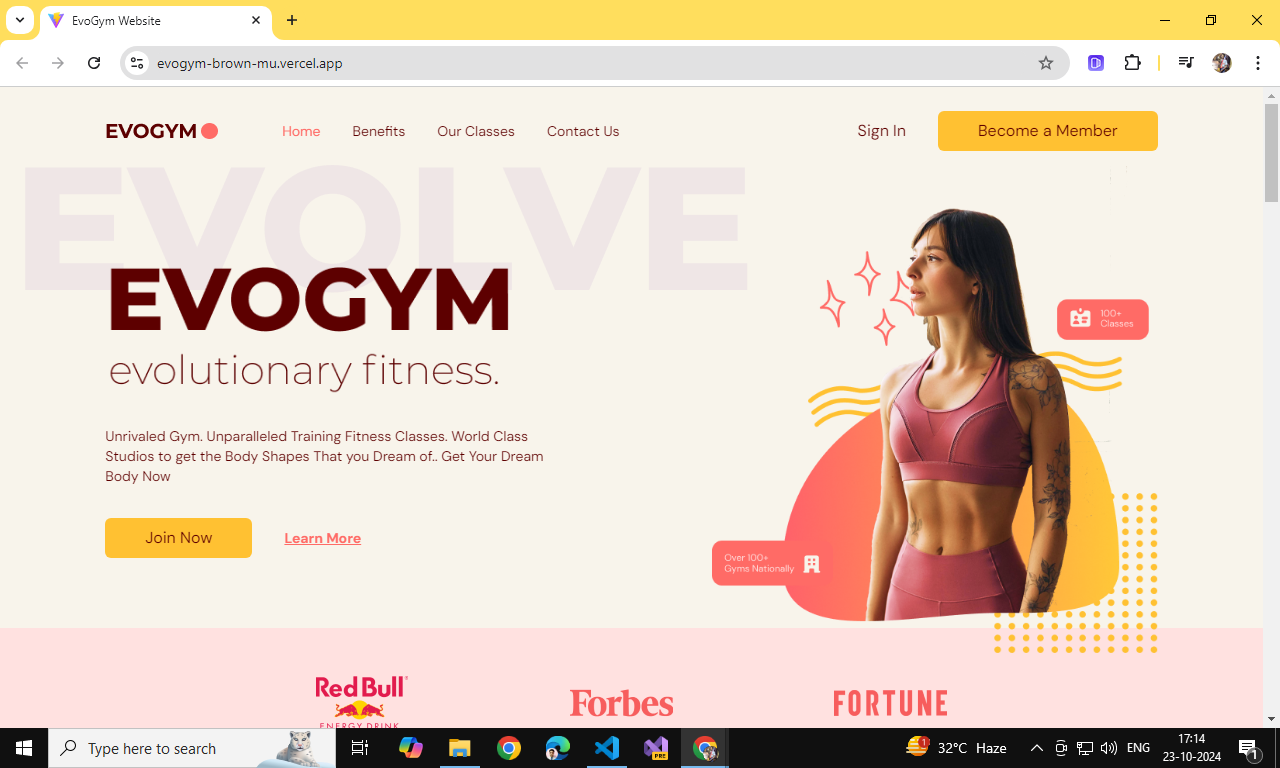 EvoGym Website
evogym-brown-mu.vercel.app
EVOGYM
Home
Benefits
Our Classes
Contact Us
Sign In
Become a Member
EVOLVE
EVOGYM
evolutionary fitness.
100+
Classes
Unrivaled Gym. Unparalleled Training Fitness Classes. World Class
Studios to get the Body Shapes That you Dream of.. Get Your Dream
Body Now
Join Now
Learn More
Over 100+
Gyms Nationally
Red Bull
ENERGY DRINK
Forbes
FORTUNE
Type here to search
PRE
1
32°C Haze
ENG
17:14
23-10-2024
1